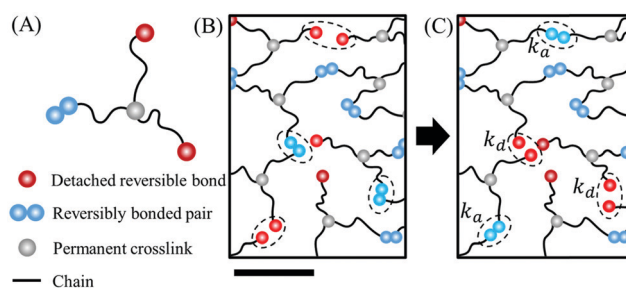 (A)
(B)
(C)
Detached reversible bond
Reversibly bonded pair
Permanent crosslink
Chain
k_a
k_d
k_d
k_a